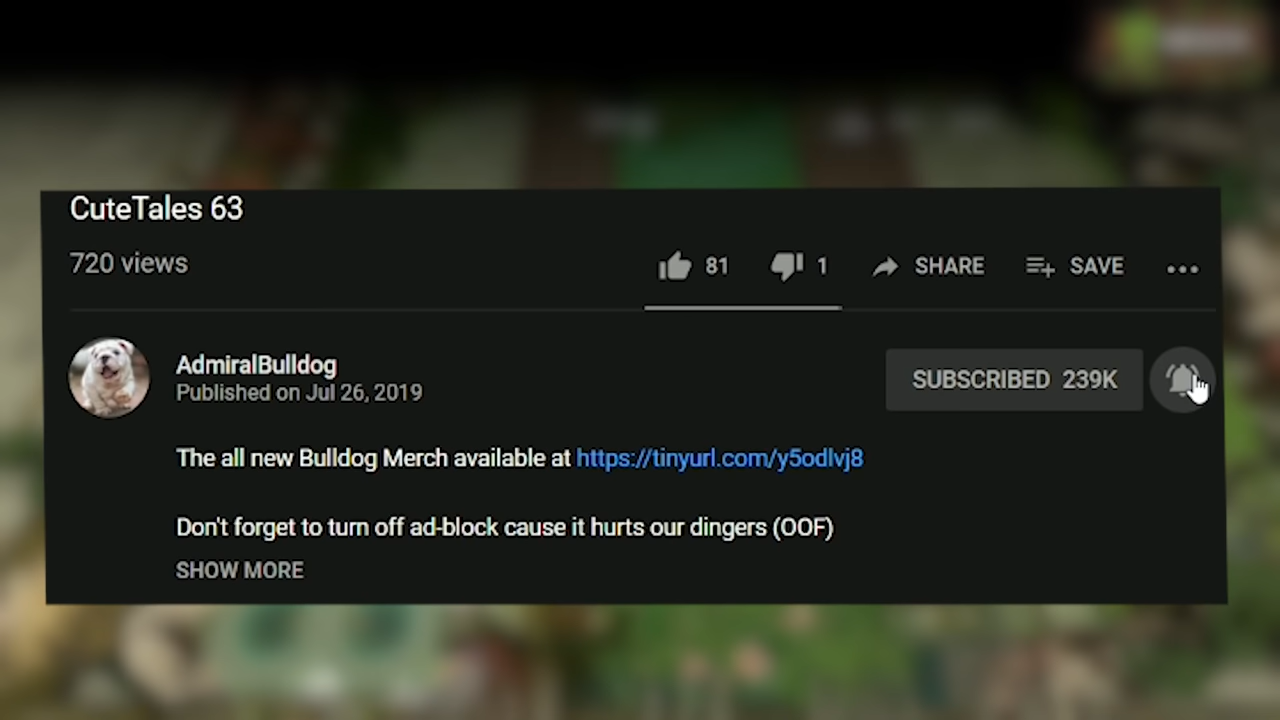 CuteTales 63
720 views
81 1 SHARE SAVE
AdmiralBulldog
SUBSCRIBED 239K
Published on Jul 26, 2019
The all new Bulldog Merch available at https://tinyurl.com/y5odlvj8
Don't forget to turn off ad-block cause it hurts our dingers (OOF)
SHOW MORE